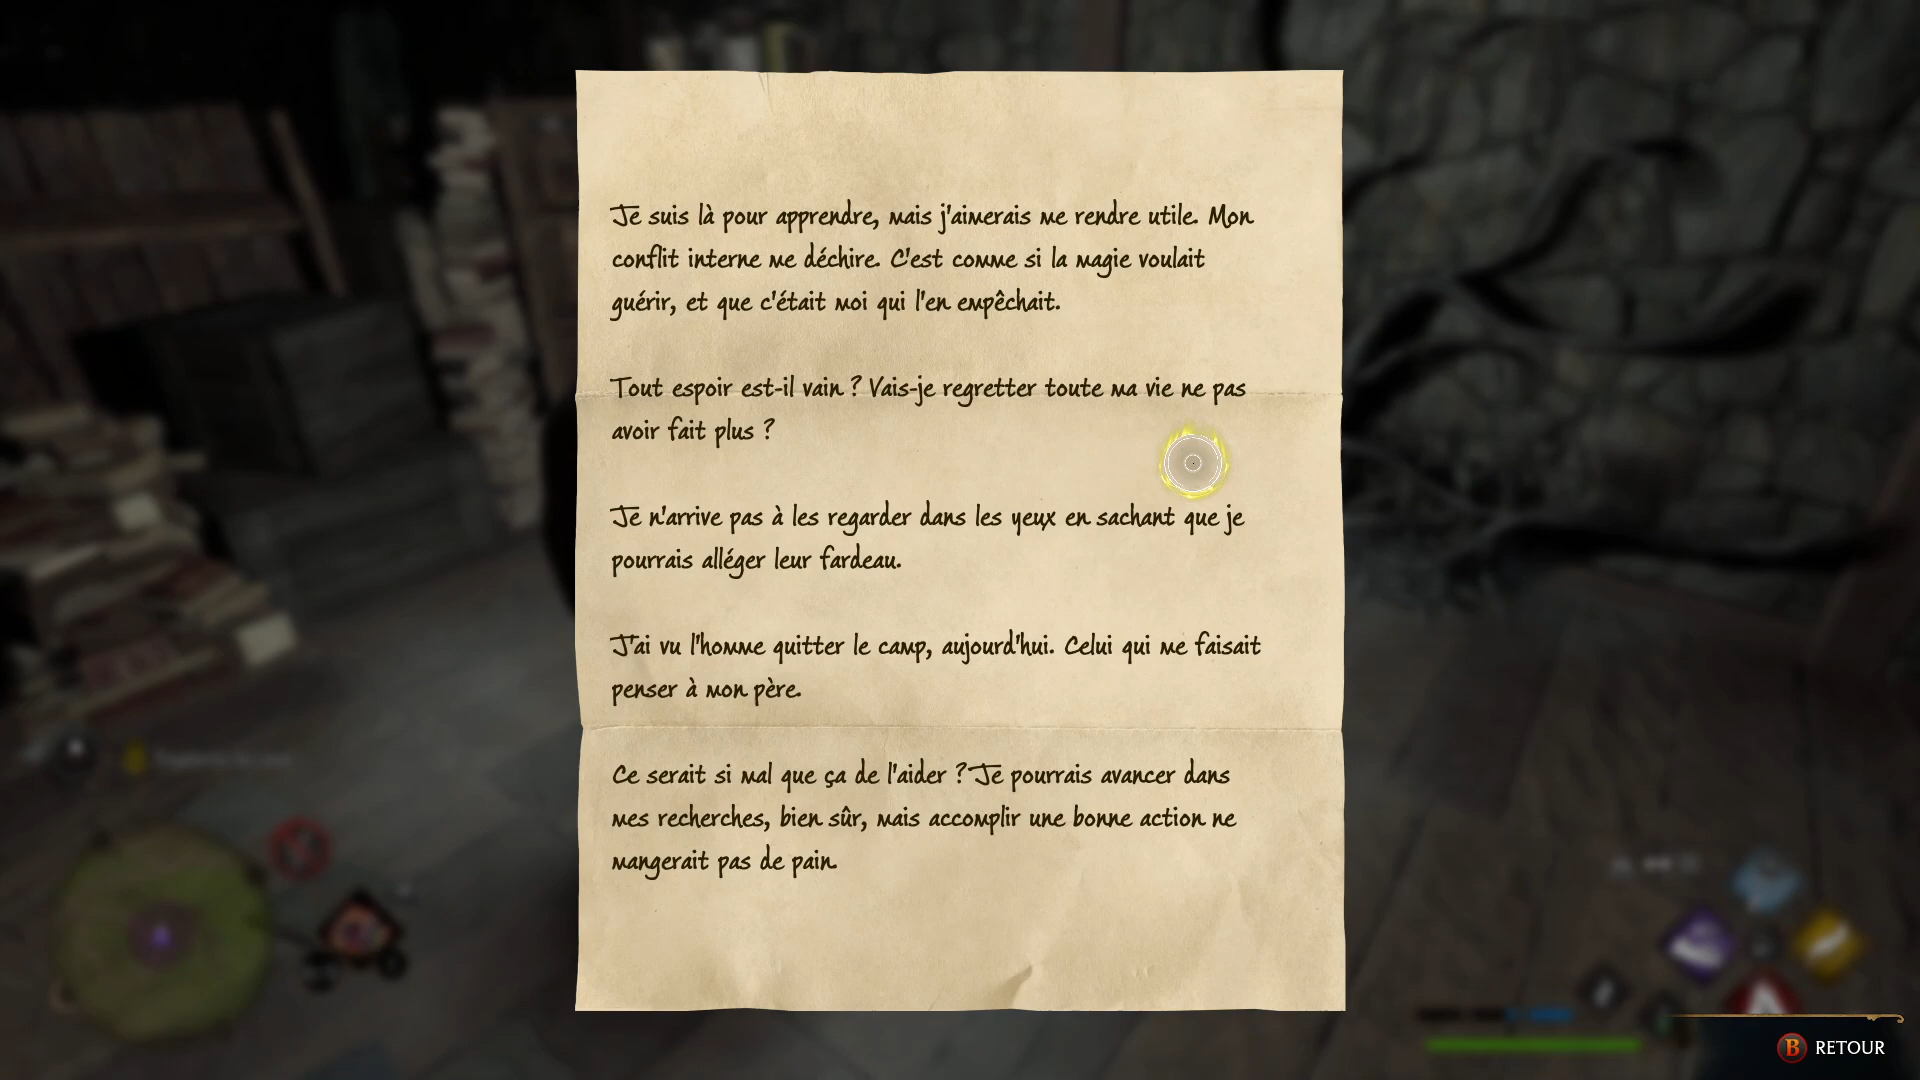 Je suis là pour apprendre, mais j'aimerais me rendre utile. Mon
conflit interne me déchire. C'est comme si la magie voulait
guérir, et que c'était moi qui l'en empêchait.
Tout espoir est-il vain ? Vais-je regretter toute ma vie ne pas
avoir fait plus ?
Je n'arrive pas à les regarder dans les yeux en sachant que je
pourrais alléger leur fardeau.
J'ai vu l'homme quitter le camp, aujourd'hui. Celui qui me faisait
penser à mon père.
Ce serait si mal que ça de l'aider ? Je pourrais avancer dans
mes recherches, bien sûr, mais accomplir une bonne action ne
mangerait pas de pain.
B RETOUR